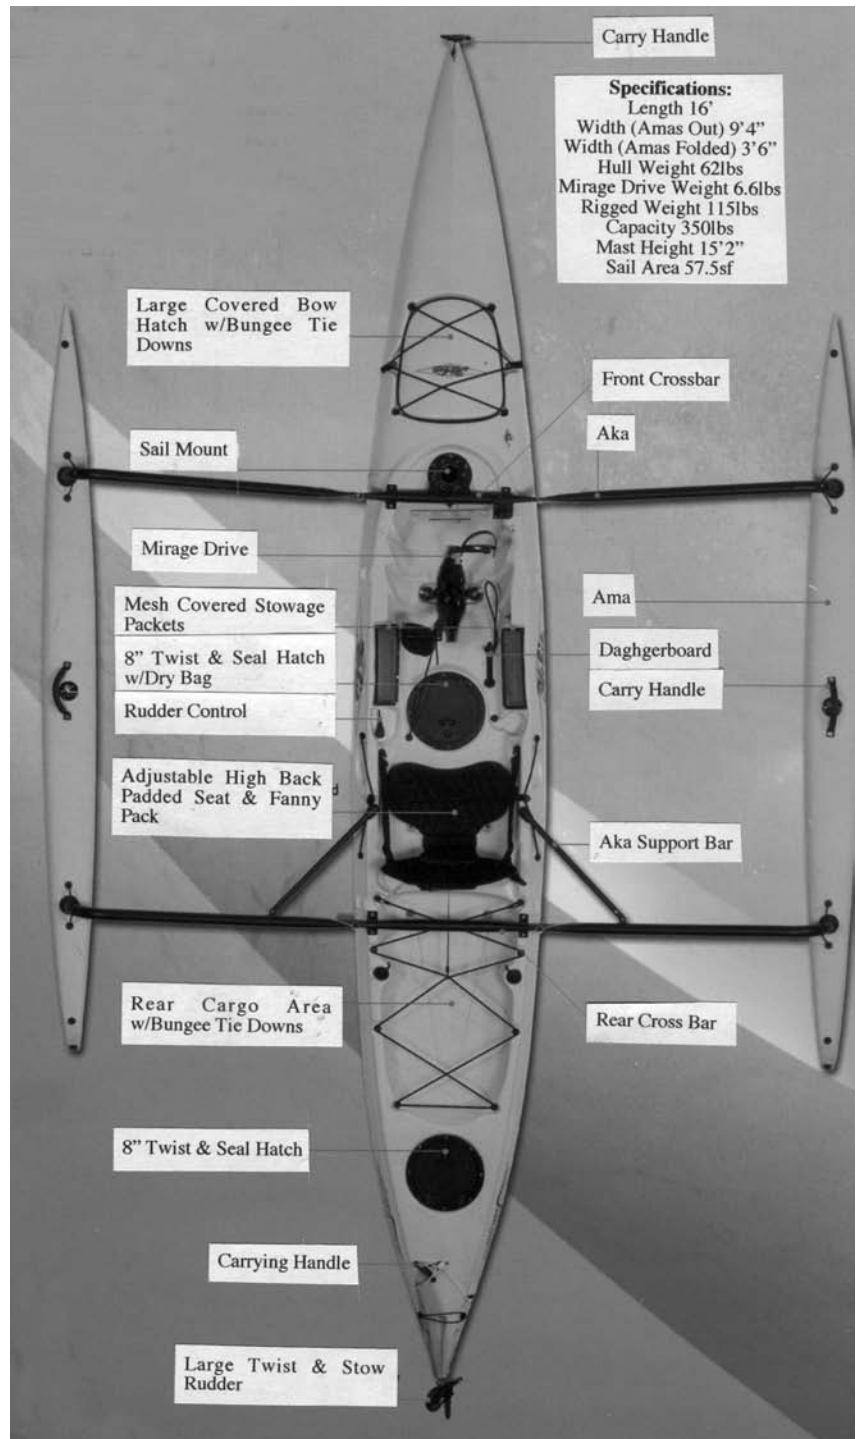 Carry Handle
Specifications:
Length 16'
Width (Amas Out) 9'4"
Width (Amas Folded) 3'6"
Hull Weight 62lbs
Mirage Drive Weight 6.6lbs
Rigged Weight 115lbs
Capacity 350lbs
Mast Height 15'2"
Sail Area 57.5sf
Large Covered Bow
Hatch w/Bungee Tie
Downs
Front Crossbar
Aka
Sail Mount
Mirage Drive
Mesh Covered Stowage
Packets
Ama
8" Twist & Seal Hatch
w/Dry Bag
Daghgerboard
Carry Handle
Rudder Control
Adjustable High Back
Padded Seat & Fanny
Pack
Aka Support Bar
Rear Cargo Area
w/Bungee Tie Downs
Rear Cross Bar
8" Twist & Seal Hatch
Carrying Handle
Large Twist & Stow
Rudder